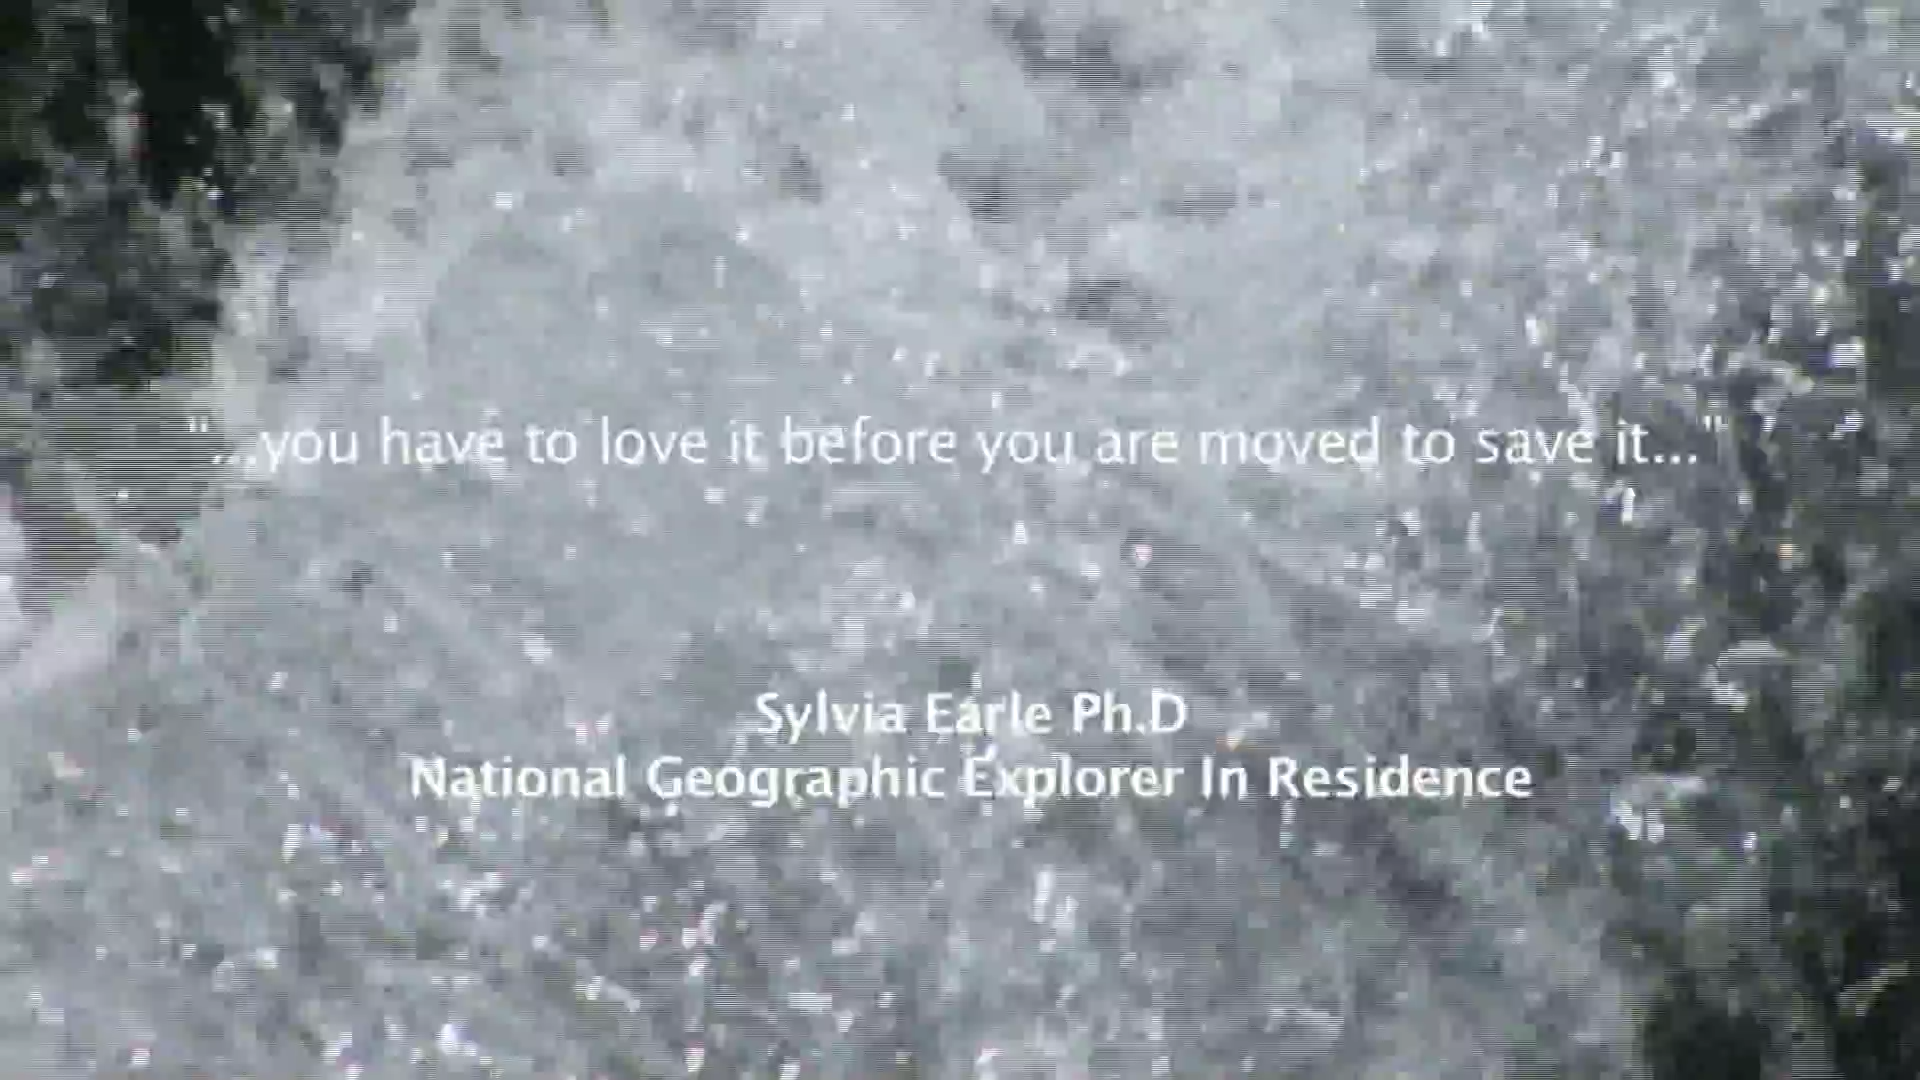 "...you have to love it before you are moved to save it..."
Sylvia Earle Ph.D
National Geographic Explorer In Residence